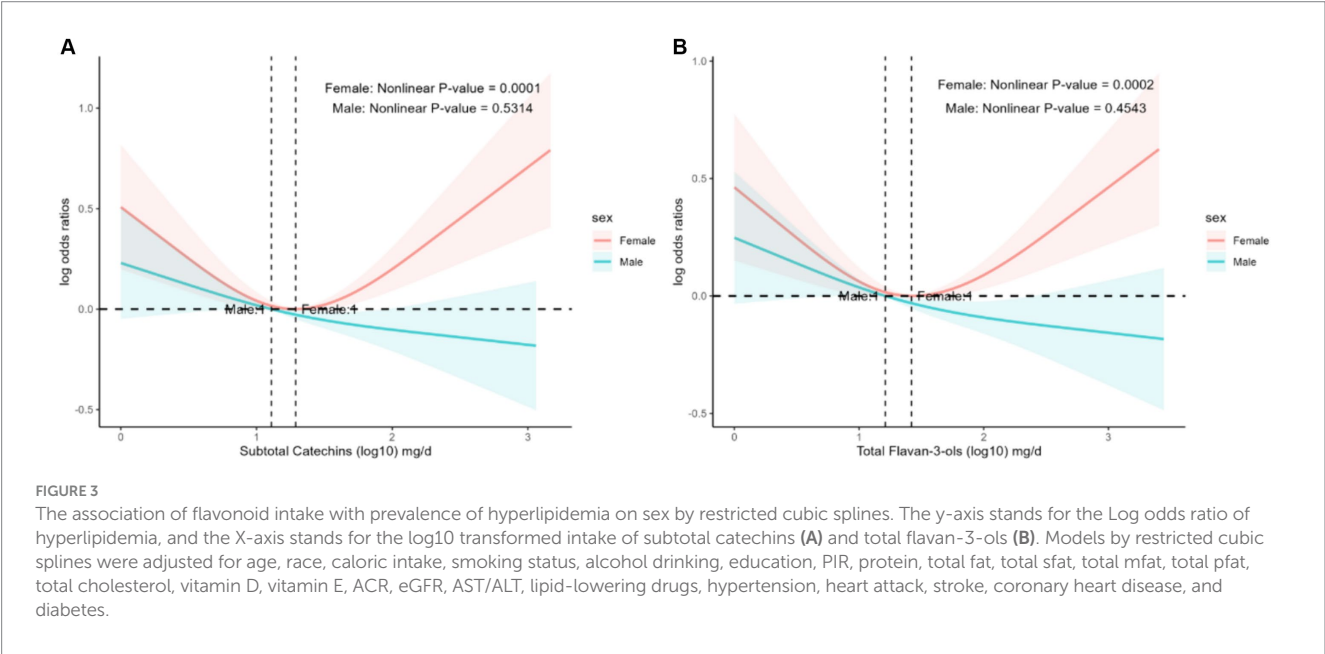 A
Female: Nonlinear P-value = 0.0001
Male: Nonlinear P-value = 0.5314
log odds ratios
1.0
0.5
0.0
-0.5
Male:1
Female:1
sex
Female
Male
0
1
2
3
Subtotal Catechins (log10) mg/d
B
Female: Nonlinear P-value = 0.0002
Male: Nonlinear P-value = 0.4543
log odds ratios
1.0
0.5
0.0
-0.5
Male:1
Female:1
sex
Female
Male
0
1
2
3
Total Flavan-3-ols (log10) mg/d
FIGURE 3
The association of flavonoid intake with prevalence of hyperlipidemia on sex by restricted cubic splines. The y-axis stands for the Log odds ratio of
hyperlipidemia, and the X-axis stands for the log10 transformed intake of subtotal catechins (A) and total flavan-3-ols (B). Models by restricted cubic
splines were adjusted for age, race, caloric intake, smoking status, alcohol drinking, education, PIR, protein, total fat, total sfat, total mfat, total pfat,
total cholesterol, vitamin D, vitamin E, ACR, eGFR, AST/ALT, lipid-lowering drugs, hypertension, heart attack, stroke, coronary heart disease, and
diabetes.